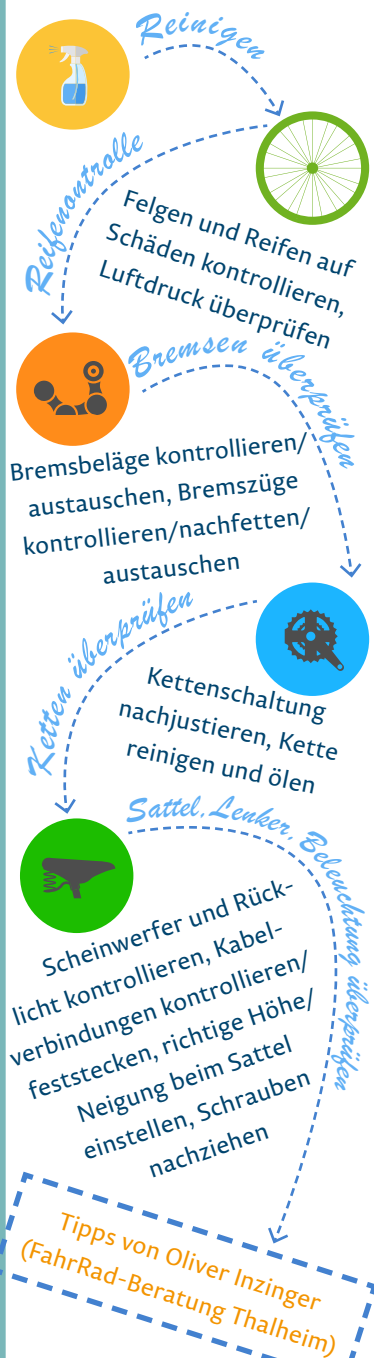 Reinigen
Reifenontrolle
Felgen und Reifen auf
Schäden kontrollieren,
Luftdruck überprüfen
Bremsen überprüfen
Bremsbeläge kontrollieren/
austauschen, Bremszüge
kontrollieren/nachfetten/
austauschen
Ketten überprüfen
Kettenschaltung
nachjustieren, Kette
reinigen und ölen
Sattel, Lenker, Beleuchtung überprüfen
Scheinwerfer und Rück-
licht kontrollieren, Kabel-
verbindungen kontrollieren/
feststecken, richtige Höhe/
Neigung beim Sattel
einstellen, Schrauben
nachziehen
Tipps von Oliver Inzinger
(FahrRad-Beratung Thalheim)